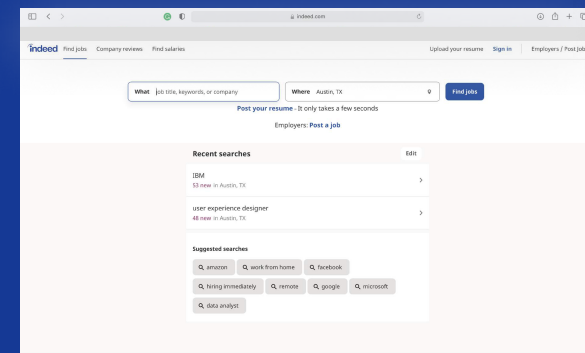 indeed.com
indeed Find jobs Company reviews Find salaries Upload your resume Sign in Employers / Post Job
What job title, keywords, or company Where Austin, TX Find jobs
Post your resume - It only takes a few seconds
Employers: Post a job
Recent searches Edit
IBM
53 new in Austin, TX
user experience designer
48 new in Austin, TX
Suggested searches
amazon work from home facebook
hiring immediately remote google microsoft
data analyst